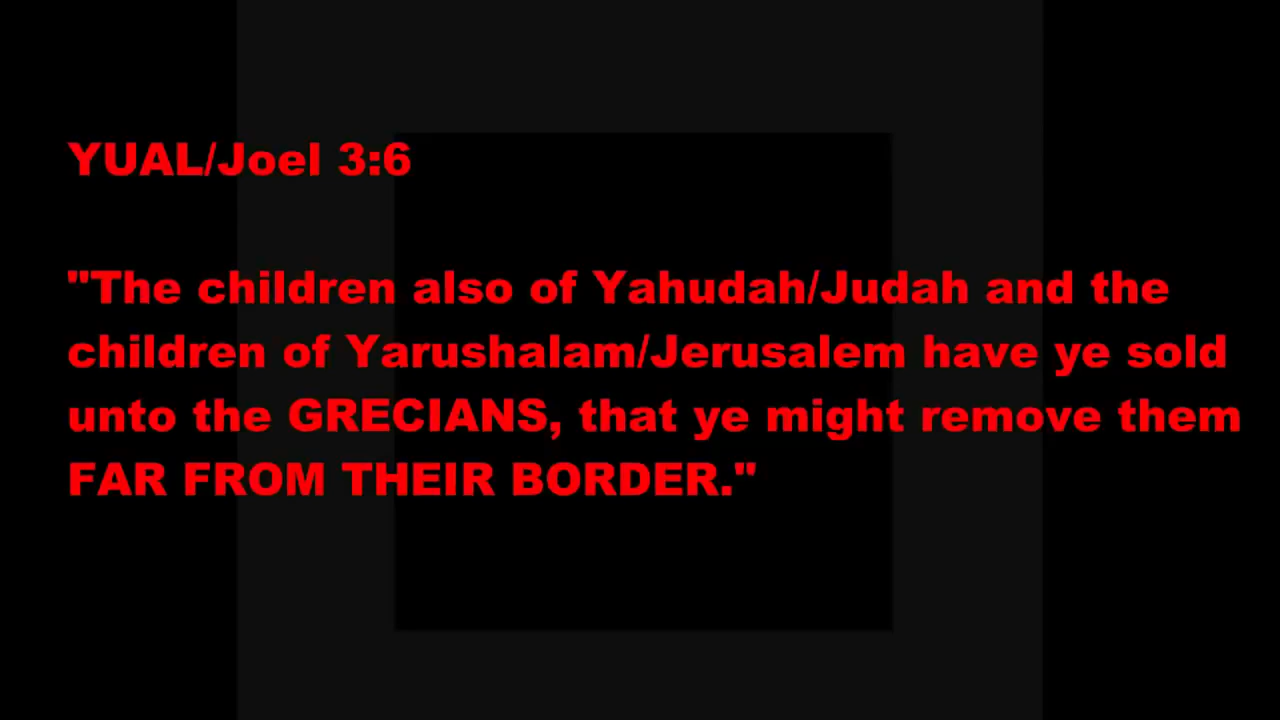 YUAL/Joel 3:6
"The children also of Yahudah/Judah and the
children of Yarushalam/Jerusalem have ye sold
unto the GRECIANS, that ye might remove them
FAR FROM THEIR BORDER."